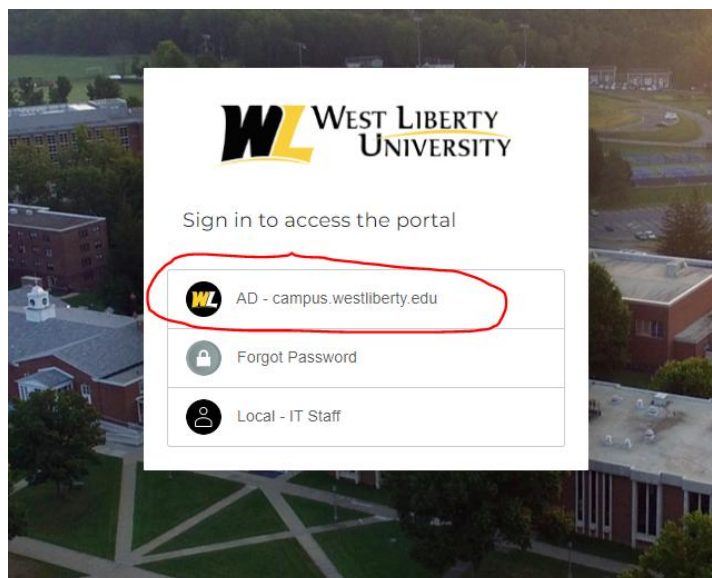 WL WEST LIBERTY
UNIVERSITY
Sign in to access the portal
WL AD - campus.westliberty.edu
Forgot Password
Local - IT Staff